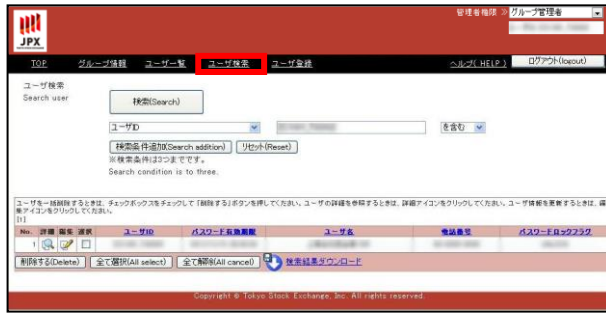 管理者権限 ≫ グループ管理者
JPX
TOP グループ情報 ユーザ一覧 ユーザ検索 ユーザ登録 ヘルプ( HELP ) ログアウト(logout)
ユーザ検索
Search user
検索(Search)
ユーザID を含む
検索条件追加(Search addition) リセット(Reset)
※検索条件は3つまでです。
Search condition is to three.
ユーザを一括削除するときは、チェックボックスをチェックして「削除する」ボタンを押してください。ユーザの詳細を参照するときは、詳細アイコンをクリックしてください。ユーザ情報を更新するときは、編
集アイコンをクリックしてください。
[1]
No. 詳細 編集 選択 ユーザID パスワード有効期限 ユーザ名 電話番号 パスワードロックフラグ
1
削除する(Delete) 全て選択(All select) 全て解除(All cancel) 検索結果ダウンロード
Copyright © Tokyo Stock Exchange, Inc. All rights reserved.